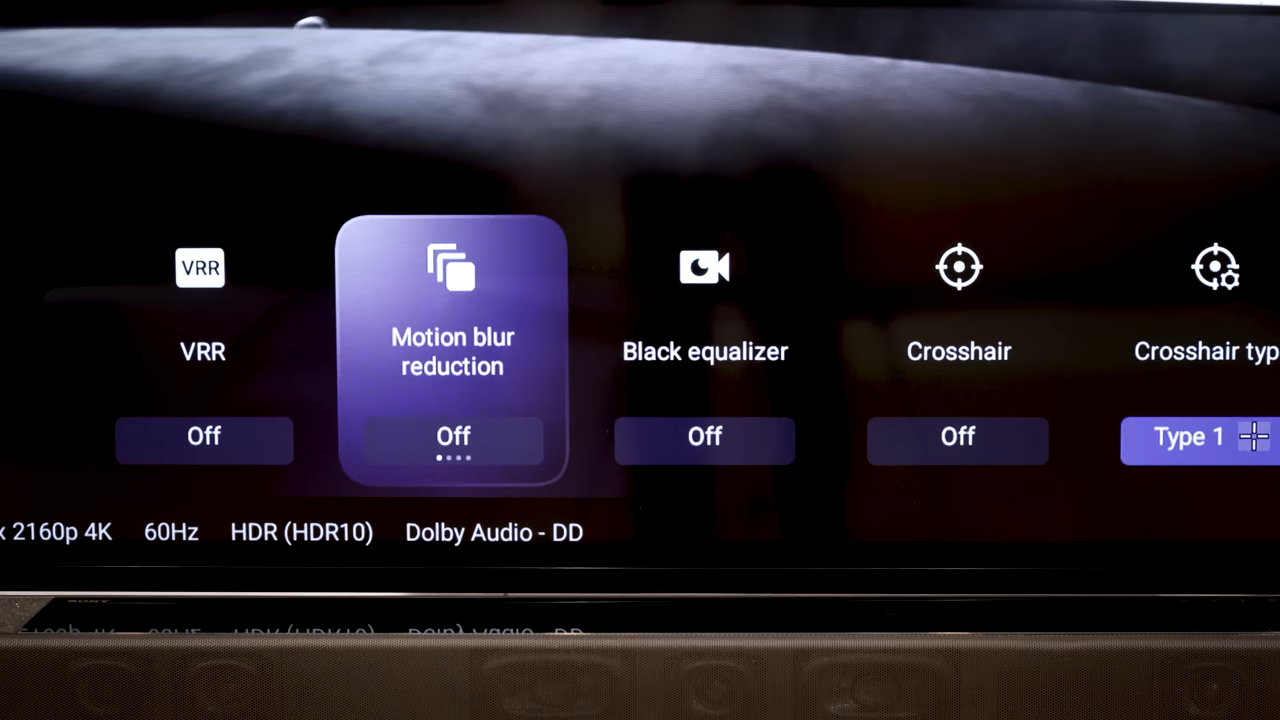 VRR
VRR
Off
Motion blur
reduction
Off
Black equalizer
Off
Crosshair
Off
Crosshair typ
Type 1
x 2160p 4K 60Hz HDR (HDR10) Dolby Audio - DD
SONY